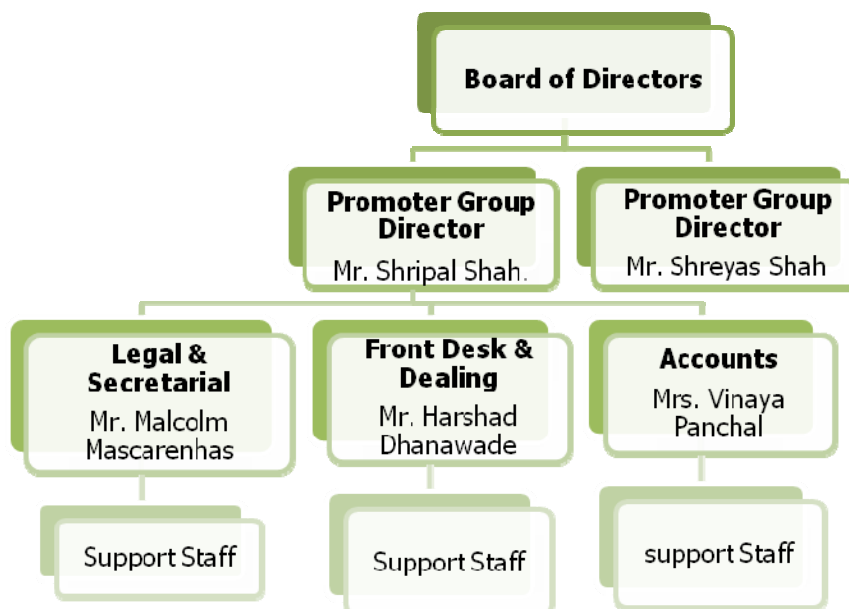 Board of Directors
Promoter Group
Director
Mr. Shripal Shah.
Promoter Group
Director
Mr. Shreyas Shah
Legal &
Secretarial
Mr. Malcolm
Mascarenhas
Front Desk &
Dealing
Mr. Harshad
Dhanawade
Accounts
Mrs. Vinaya
Panchal
Support Staff
Support Staff
support Staff